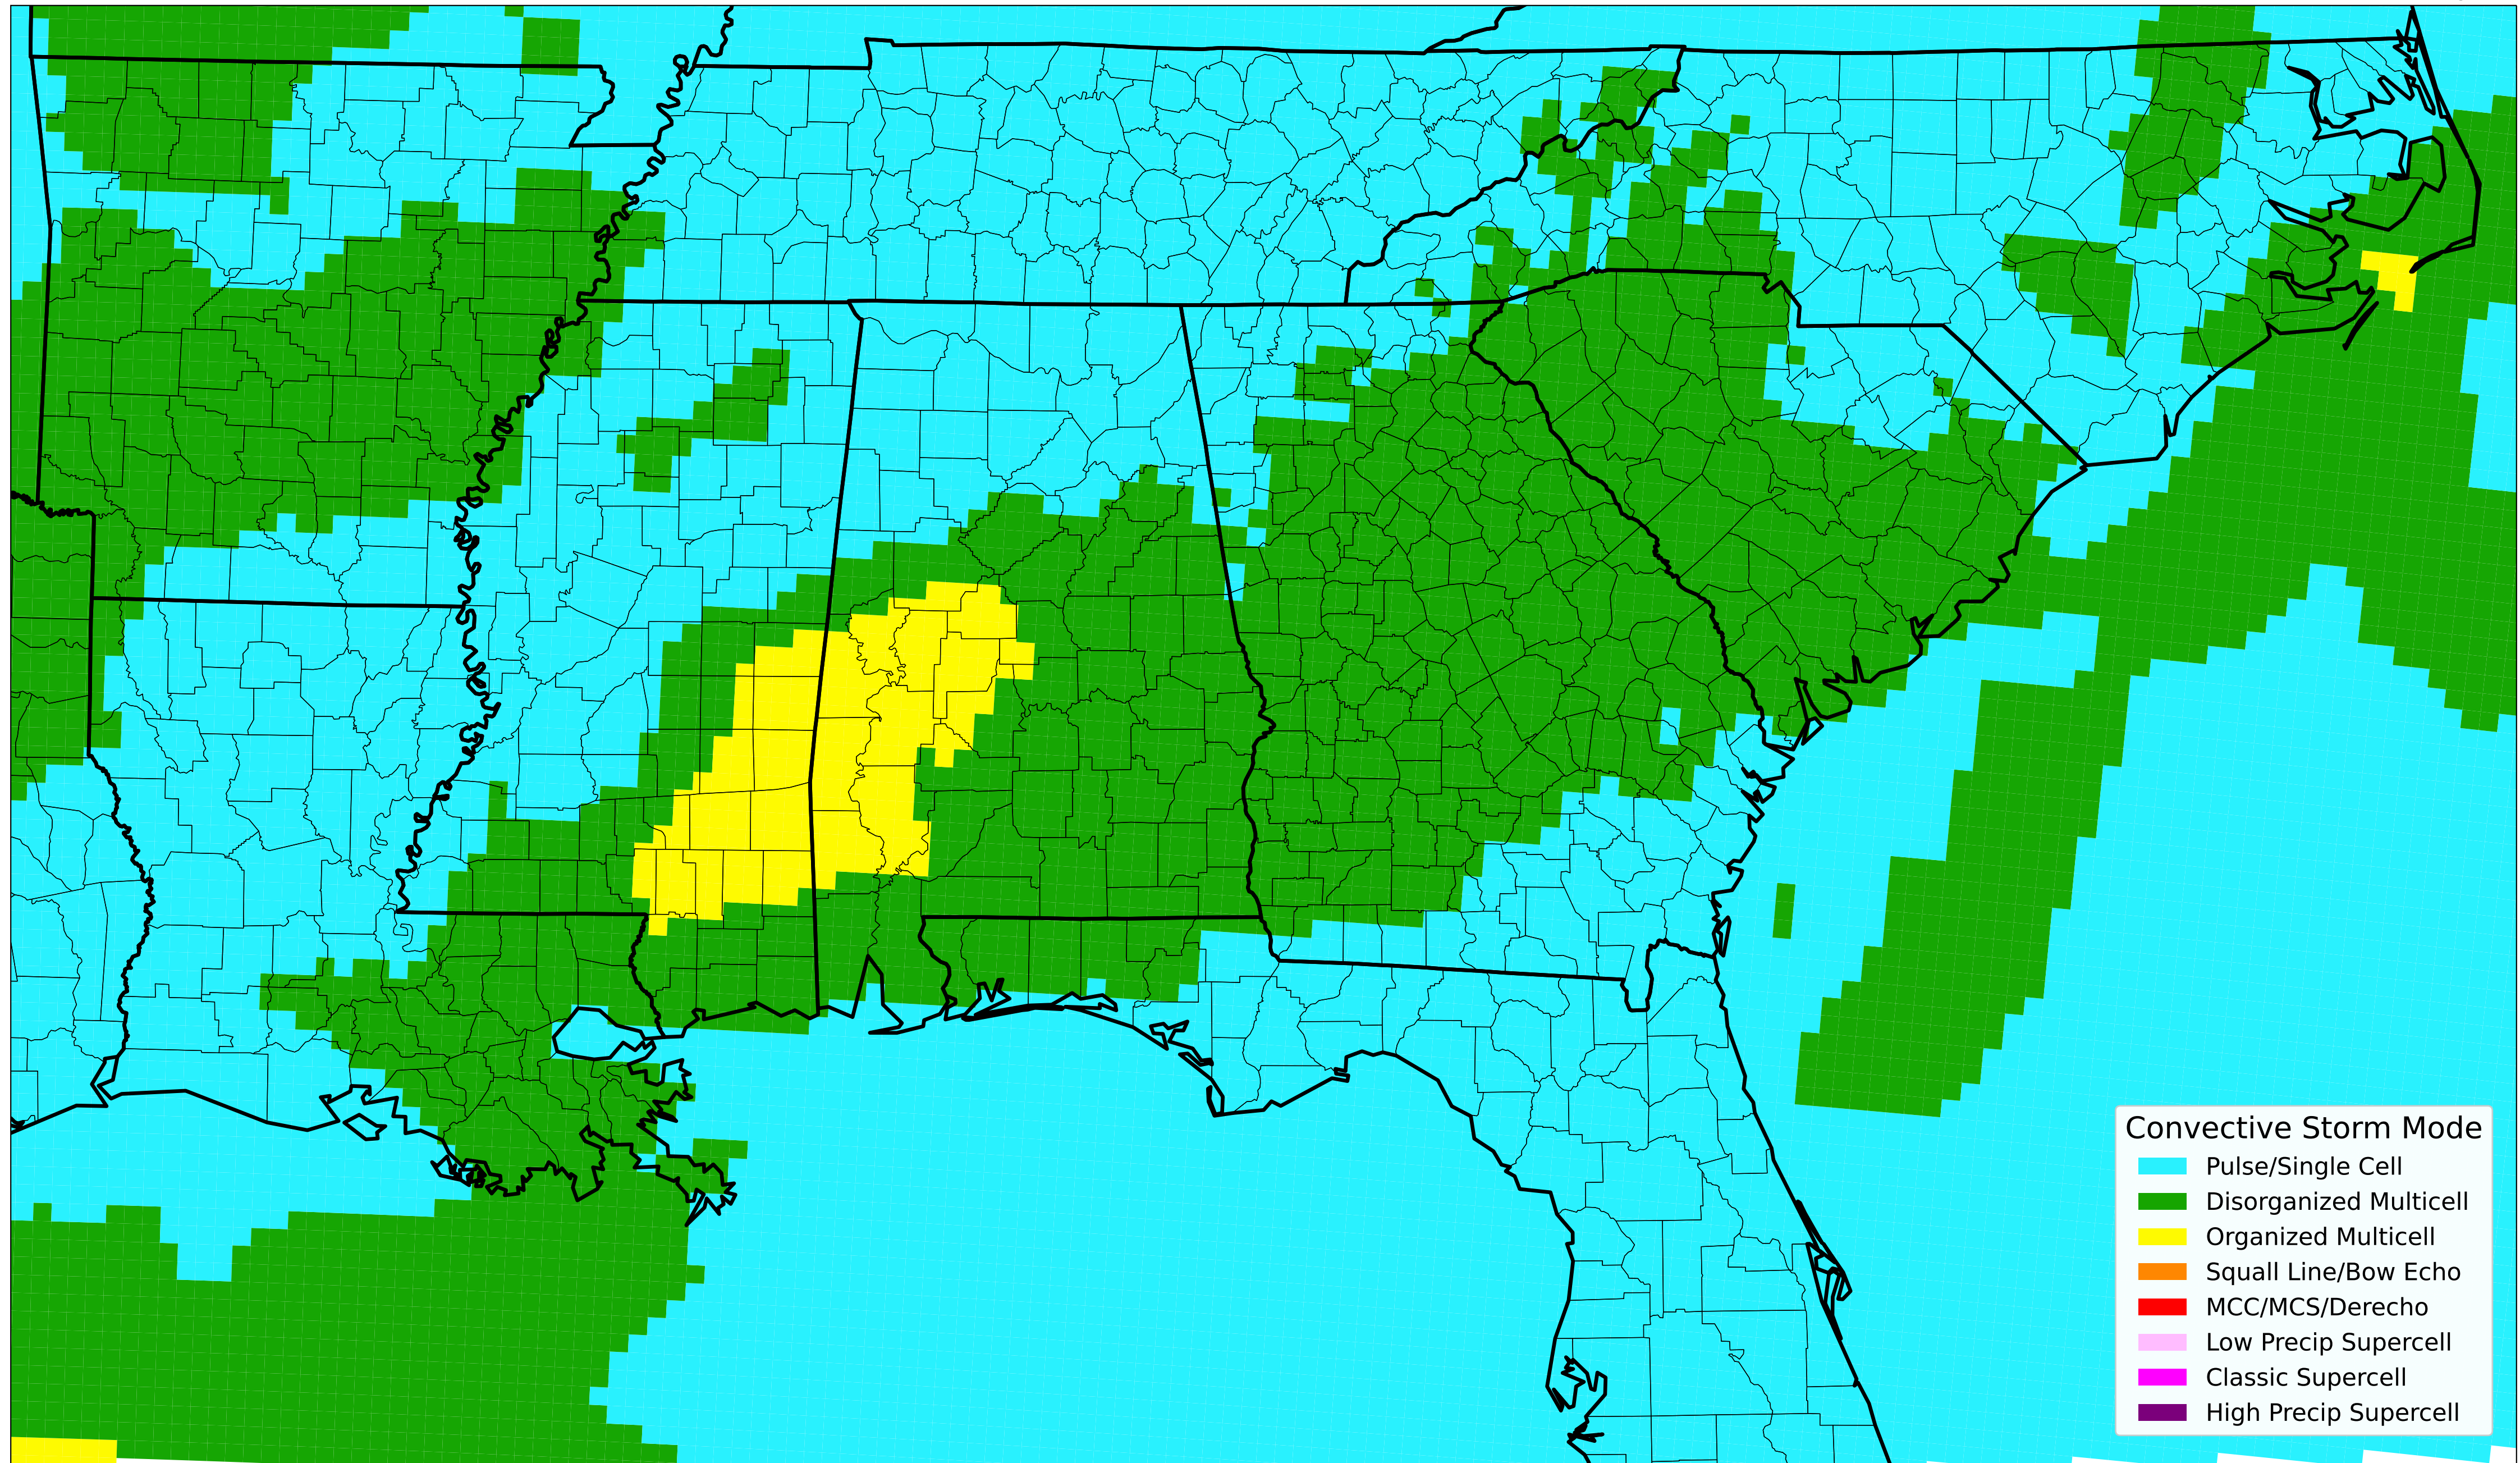 Convective Storm Mode
Pulse/Single Cell
Disorganized Multicell
Organized Multicell
Squall Line/Bow Echo
MCC/MCS/Derecho
Low Precip Supercell
Classic Supercell
High Precip Supercell